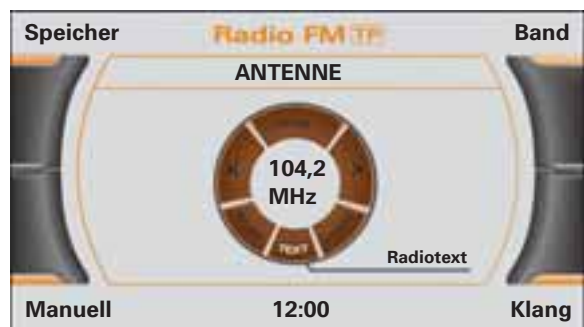 Speicher Radio FM TP Band
ANTENNE
104,2
MHz
TEXT
Radiotext
Manuell 12:00 Klang